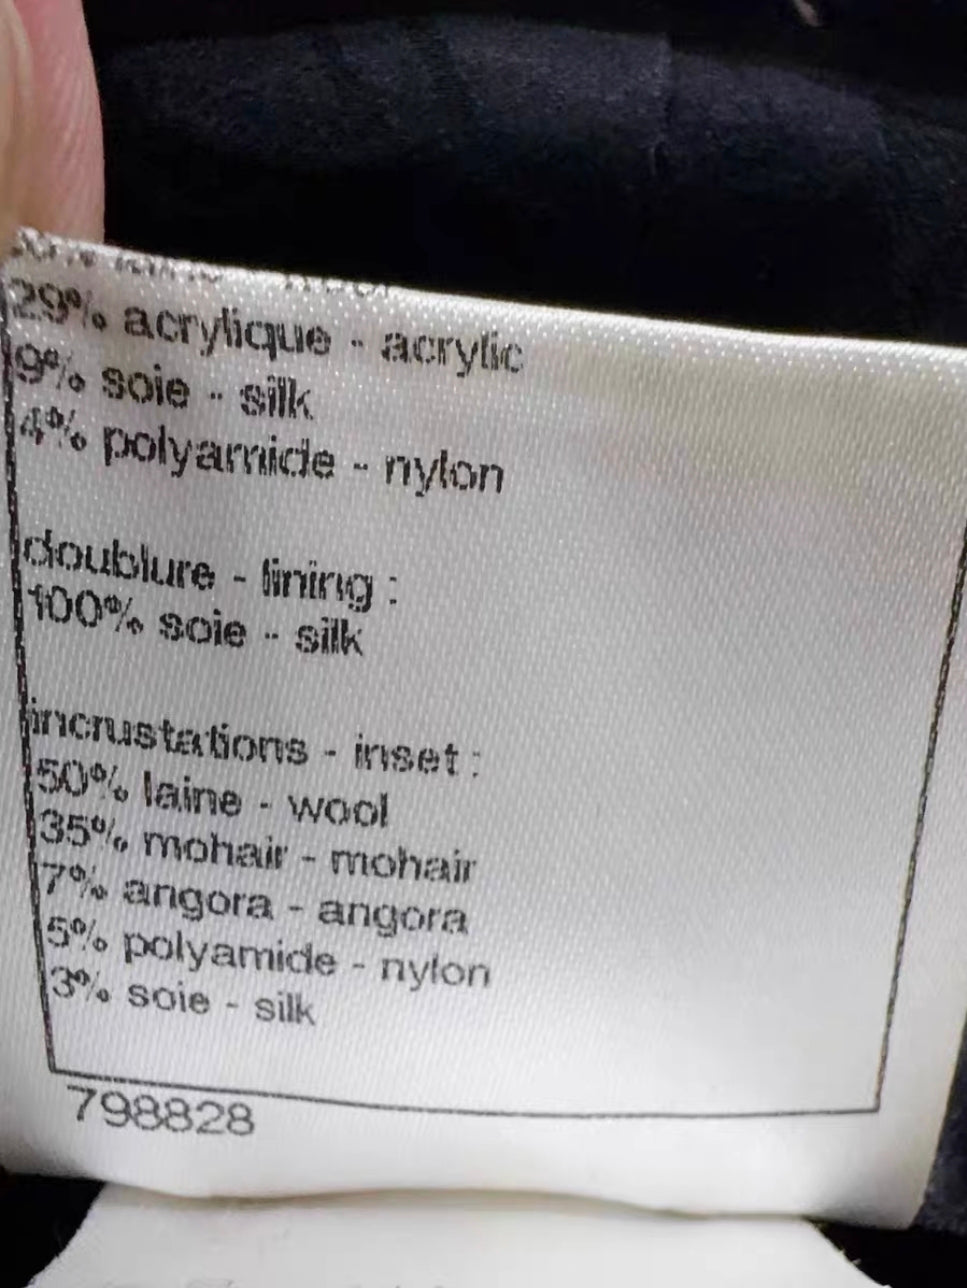 29% acrylique - acrylic
9% soie - silk
4% polyamide - nylon
doublure - lining :
100% soie - silk
incrustations - inset :
50% laine - wool
35% mohair - mohair
7% angora - angora
5% polyamide - nylon
3% soie - silk
798828